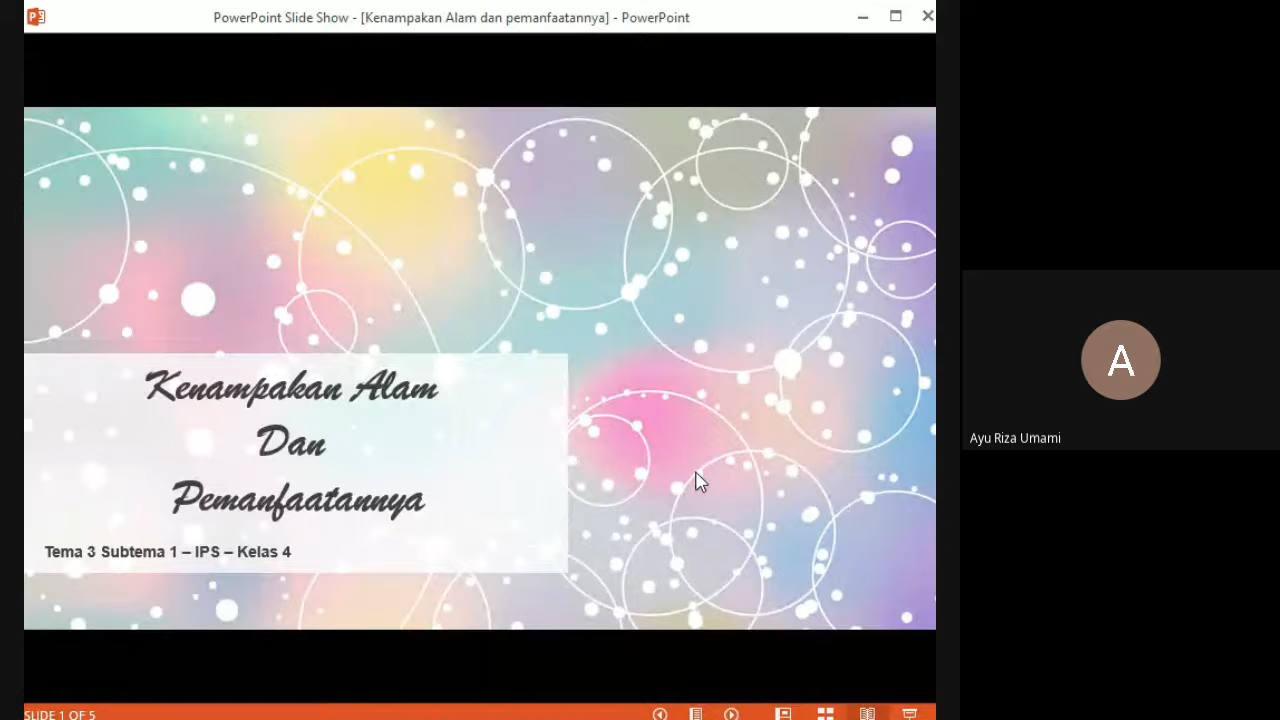 PowerPoint Slide Show - [Kenampakan Alam dan pemanfaatannya] - PowerPoint
Kenampakan Alam
Dan
Pemanfaatannya
Tema 3 Subtema 1 – IPS – Kelas 4
A
Ayu Riza Umami
SLIDE 1 OF 5